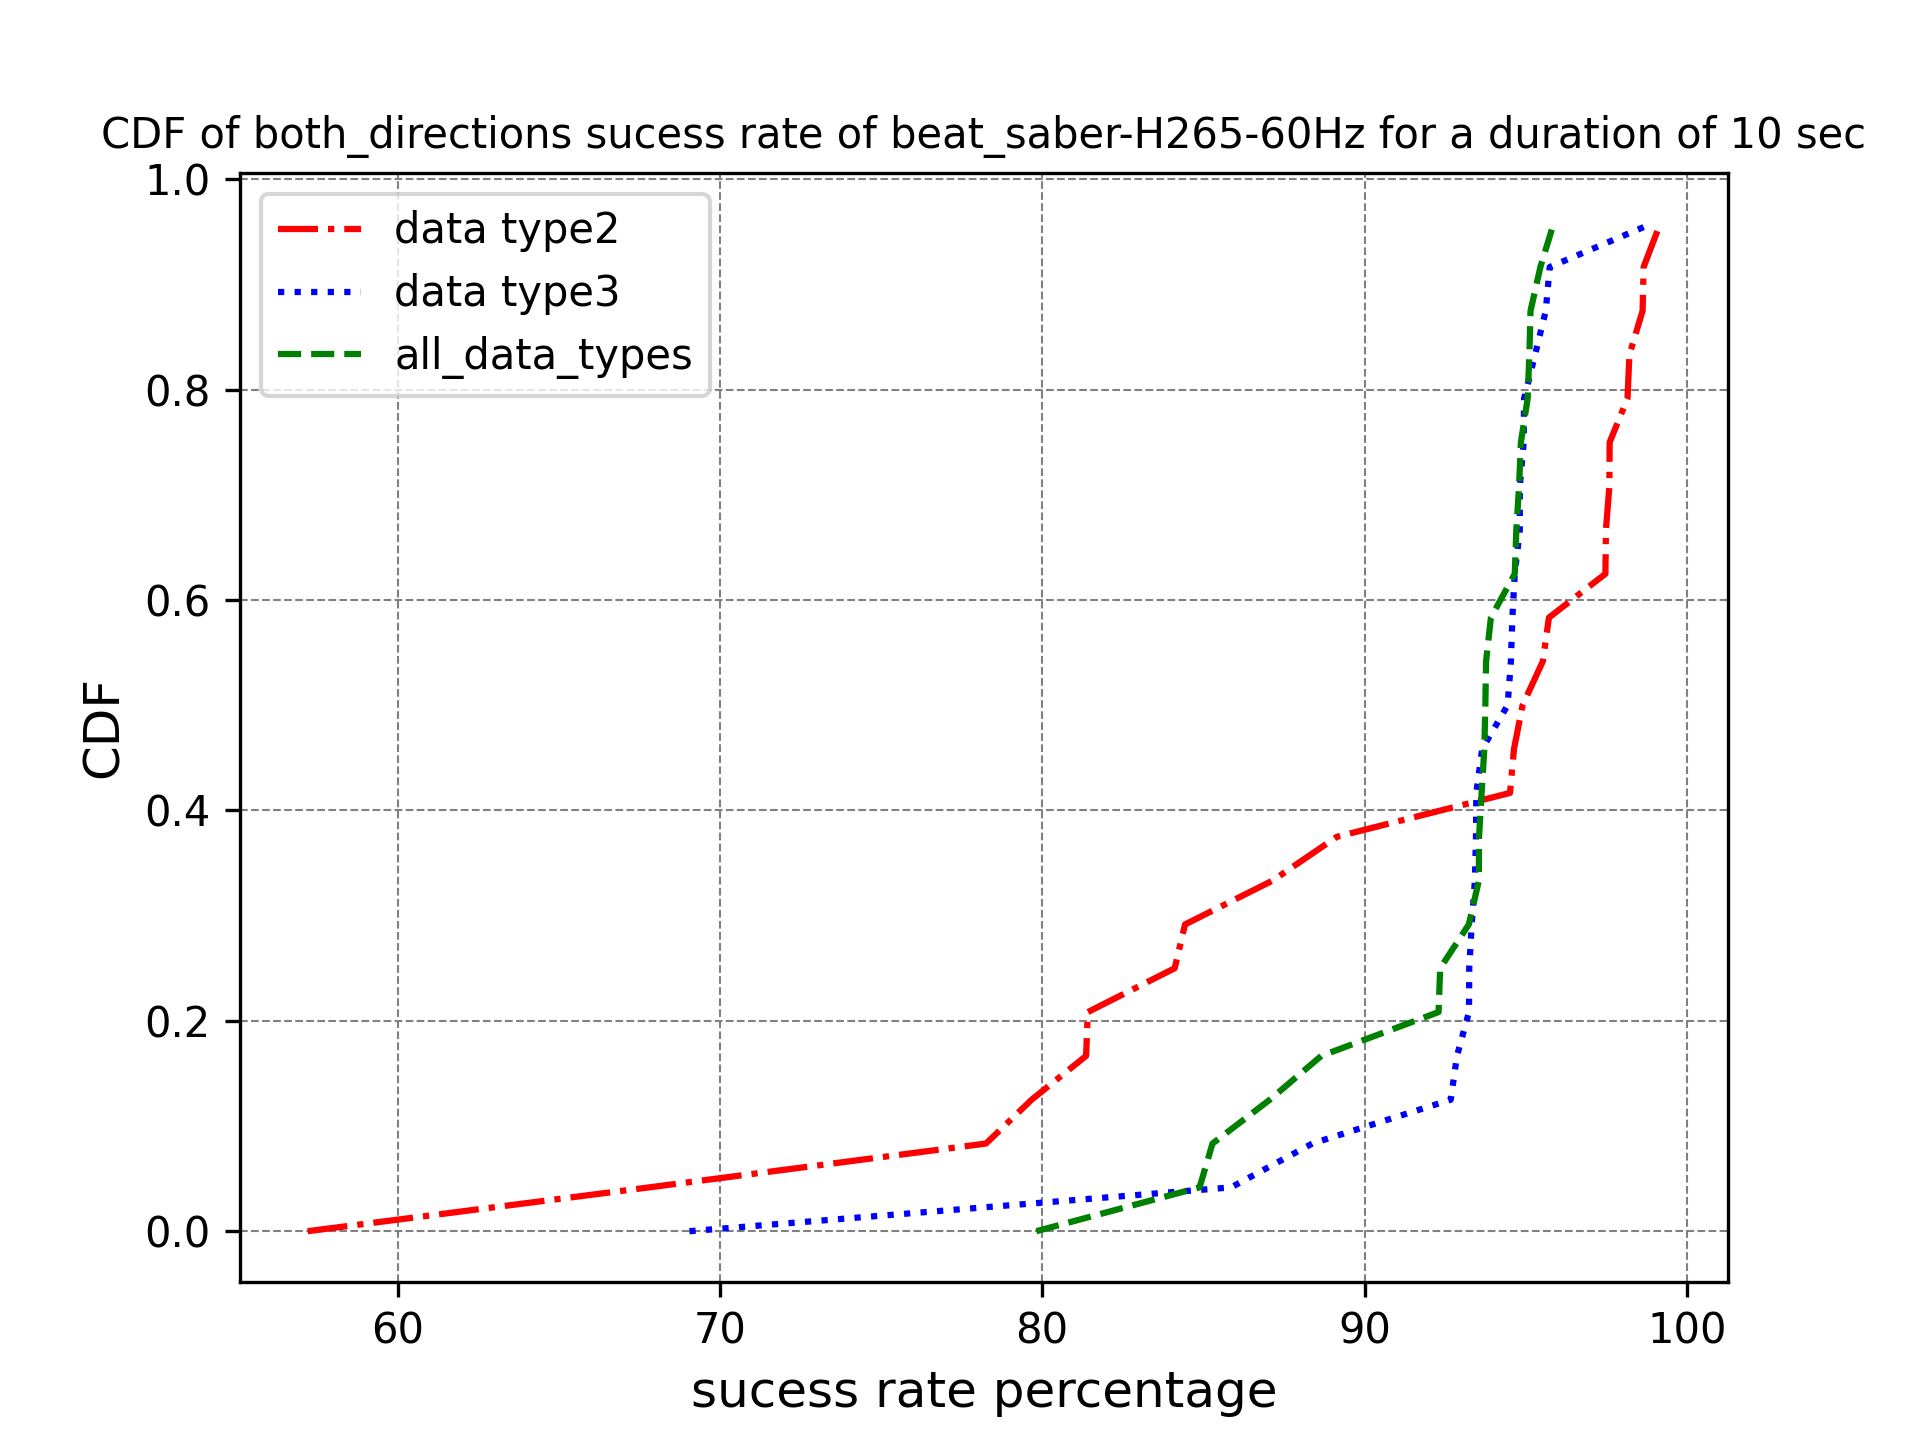 CDF of both_directions sucess rate of beat_saber-H265-60Hz for a duration of 10 sec
1.0
data type2
data type3
all_data_types
0.8
0.6
CDF
0.4
0.2
0.0
60 70 80 90 100
sucess rate percentage